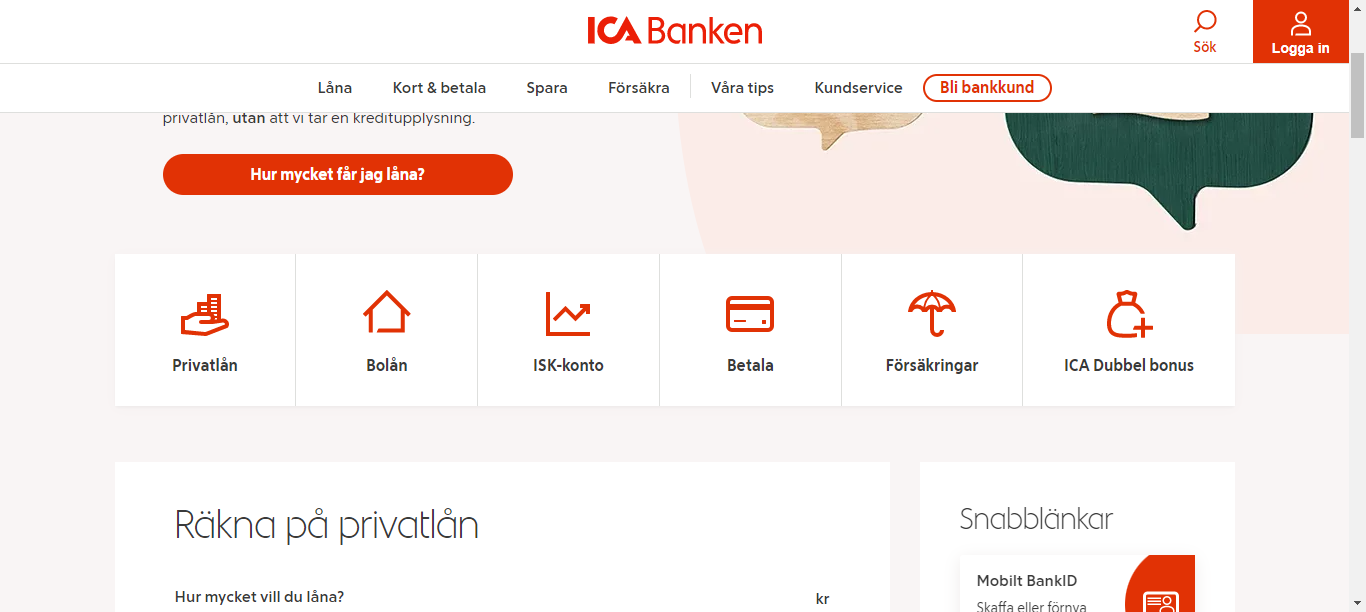 ICA Banken
Sök
Logga in
Låna
Kort & betala
Spara
Försäkra
Våra tips
Kundservice
Bli bankkund
privatlån, utan att vi tar en kreditupplysning.
Hur mycket får jag låna?
Privatlån
Bolån
ISK-konto
Betala
Försäkringar
ICA Dubbel bonus
Räkna på privatlån
Hur mycket vill du låna?
kr
Snabblänkar
Mobilt BankID
Skaffa eller förnya